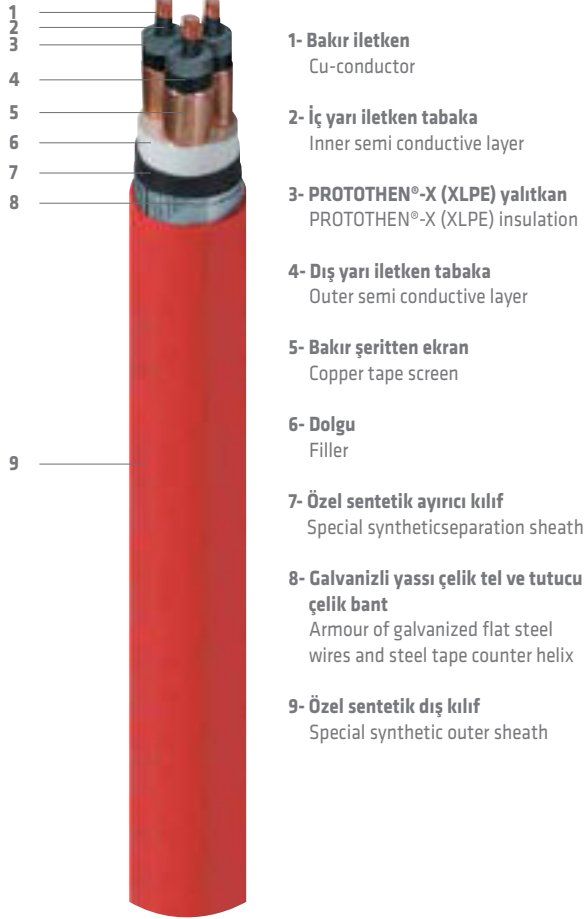 1
2
3
4
5
6
7
8
9
1- Bakır iletken
Cu-conductor
2- İç yarı iletken tabaka
Inner semi conductive layer
3- PROTOTHEN®-X (XLPE) yalıtkan
PROTOTHEN®-X (XLPE) insulation
4- Dış yarı iletken tabaka
Outer semi conductive layer
5- Bakır şeritten ekran
Copper tape screen
6- Dolgu
Filler
7- Özel sentetik ayırıcı kılıf
Special syntheticseparation sheath
8- Galvanizli yassı çelik tel ve tutucu
çelik bant
Armour of galvanized flat steel
wires and steel tape counter helix
9- Özel sentetik dış kılıf
Special synthetic outer sheath